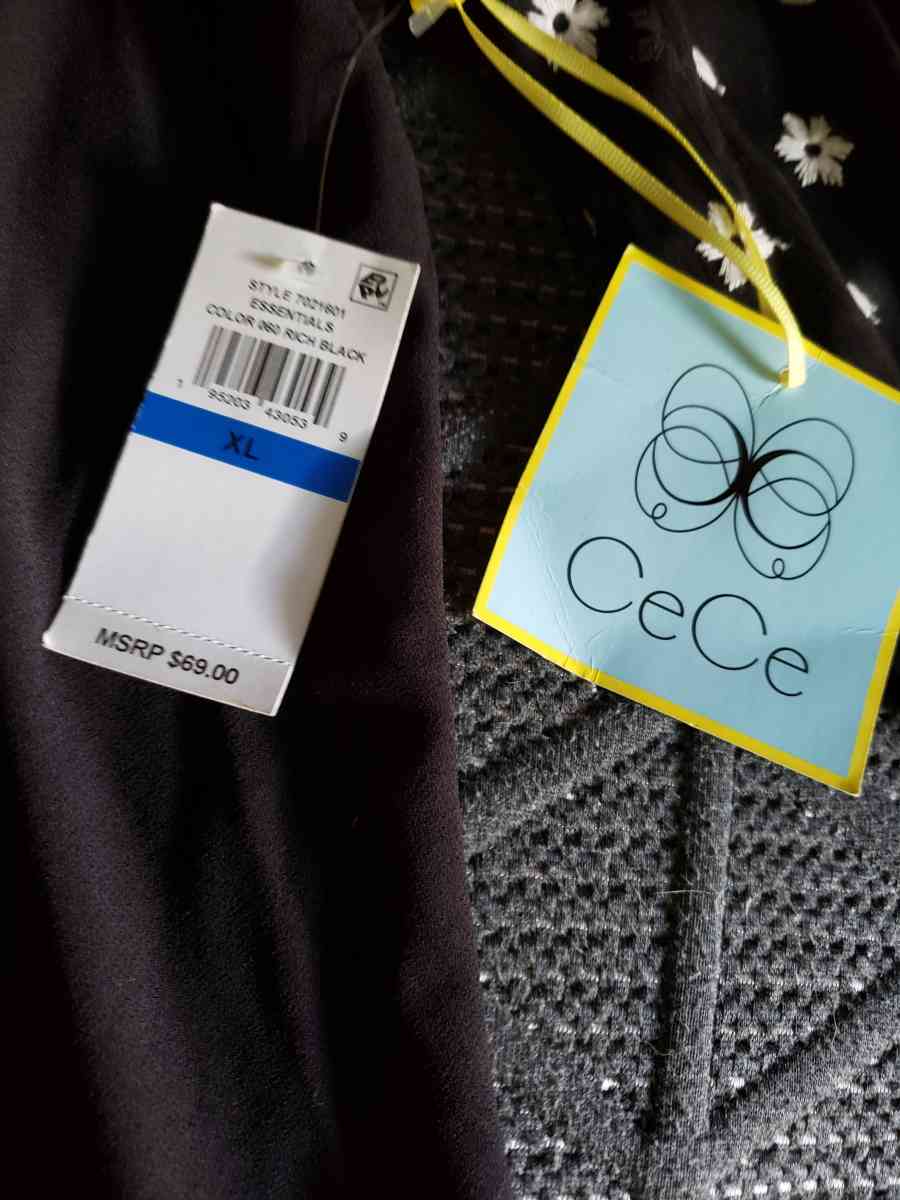 STYLE 7021601
ESSENTIALS
COLOR 060 RICH BLACK
1 95203 43053 9
XL
MSRP $69.00
CeCe